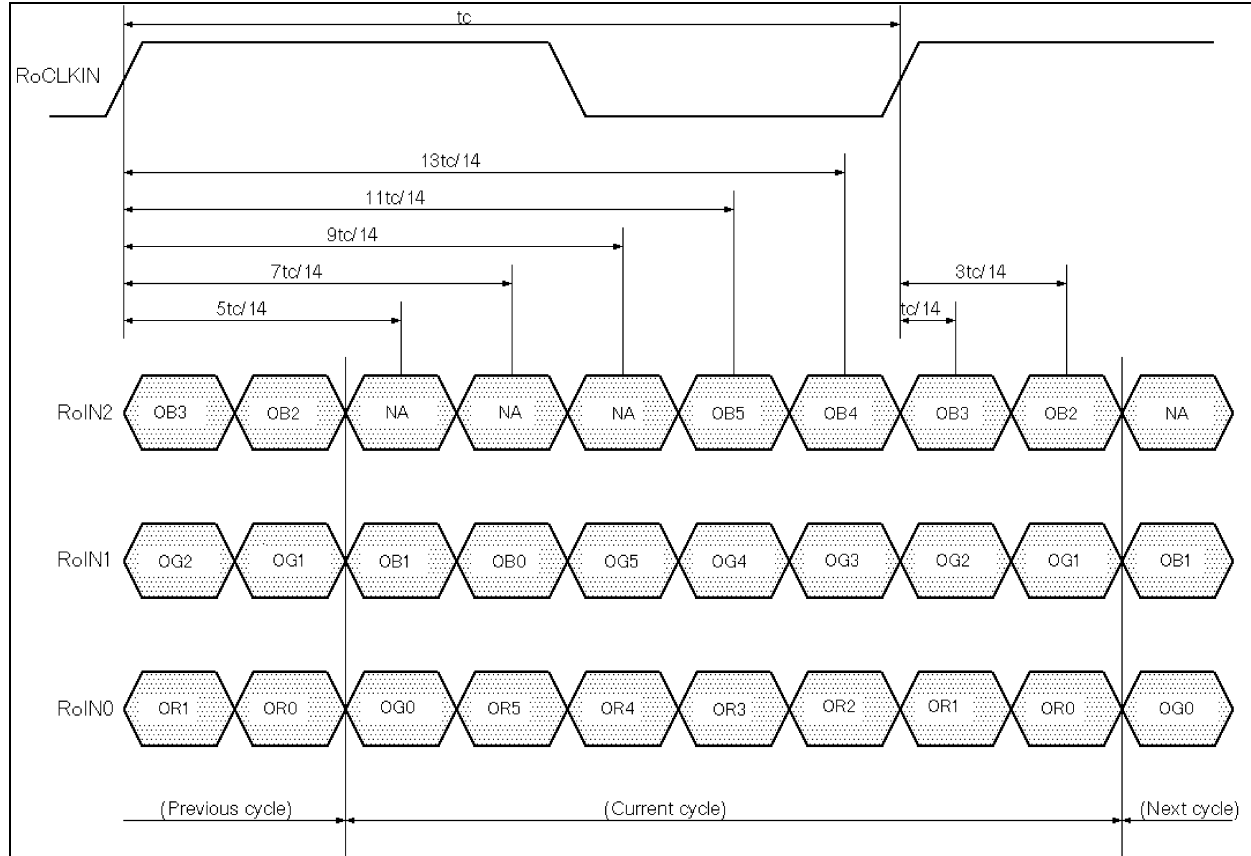 tc
RoCLKIN
13tc/14
11tc/14
9tc/14
7tc/14
3tc/14
5tc/14
tc/14
RoIN2 OB3 OB2 NA NA NA OB5 OB4 OB3 OB2 NA
RoIN1 OG2 OG1 OB1 OB0 OG5 OG4 OG3 OG2 OG1 OB1
RoIN0 OR1 OR0 OG0 OR5 OR4 OR3 OR2 OR1 OR0 OG0
(Previous cycle) (Current cycle) (Next cycle)